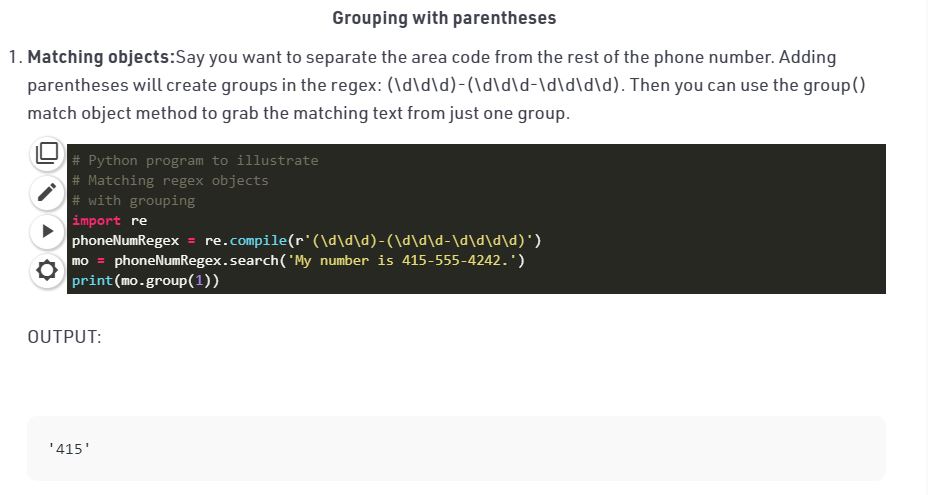 Grouping with parentheses
1. Matching objects:Say you want to separate the area code from the rest of the phone number. Adding
parentheses will create groups in the regex: (\d\d\d)-(\d\d\d-\d\d\d\d). Then you can use the group()
match object method to grab the matching text from just one group.
# Python program to illustrate
# Matching regex objects
# with grouping
import re
phoneNumRegex = re.compile(r'(\d\d\d)-(\d\d\d-\d\d\d\d)')
mo = phoneNumRegex.search('My number is 415-555-4242.')
print(mo.group(1))
OUTPUT:
'415'